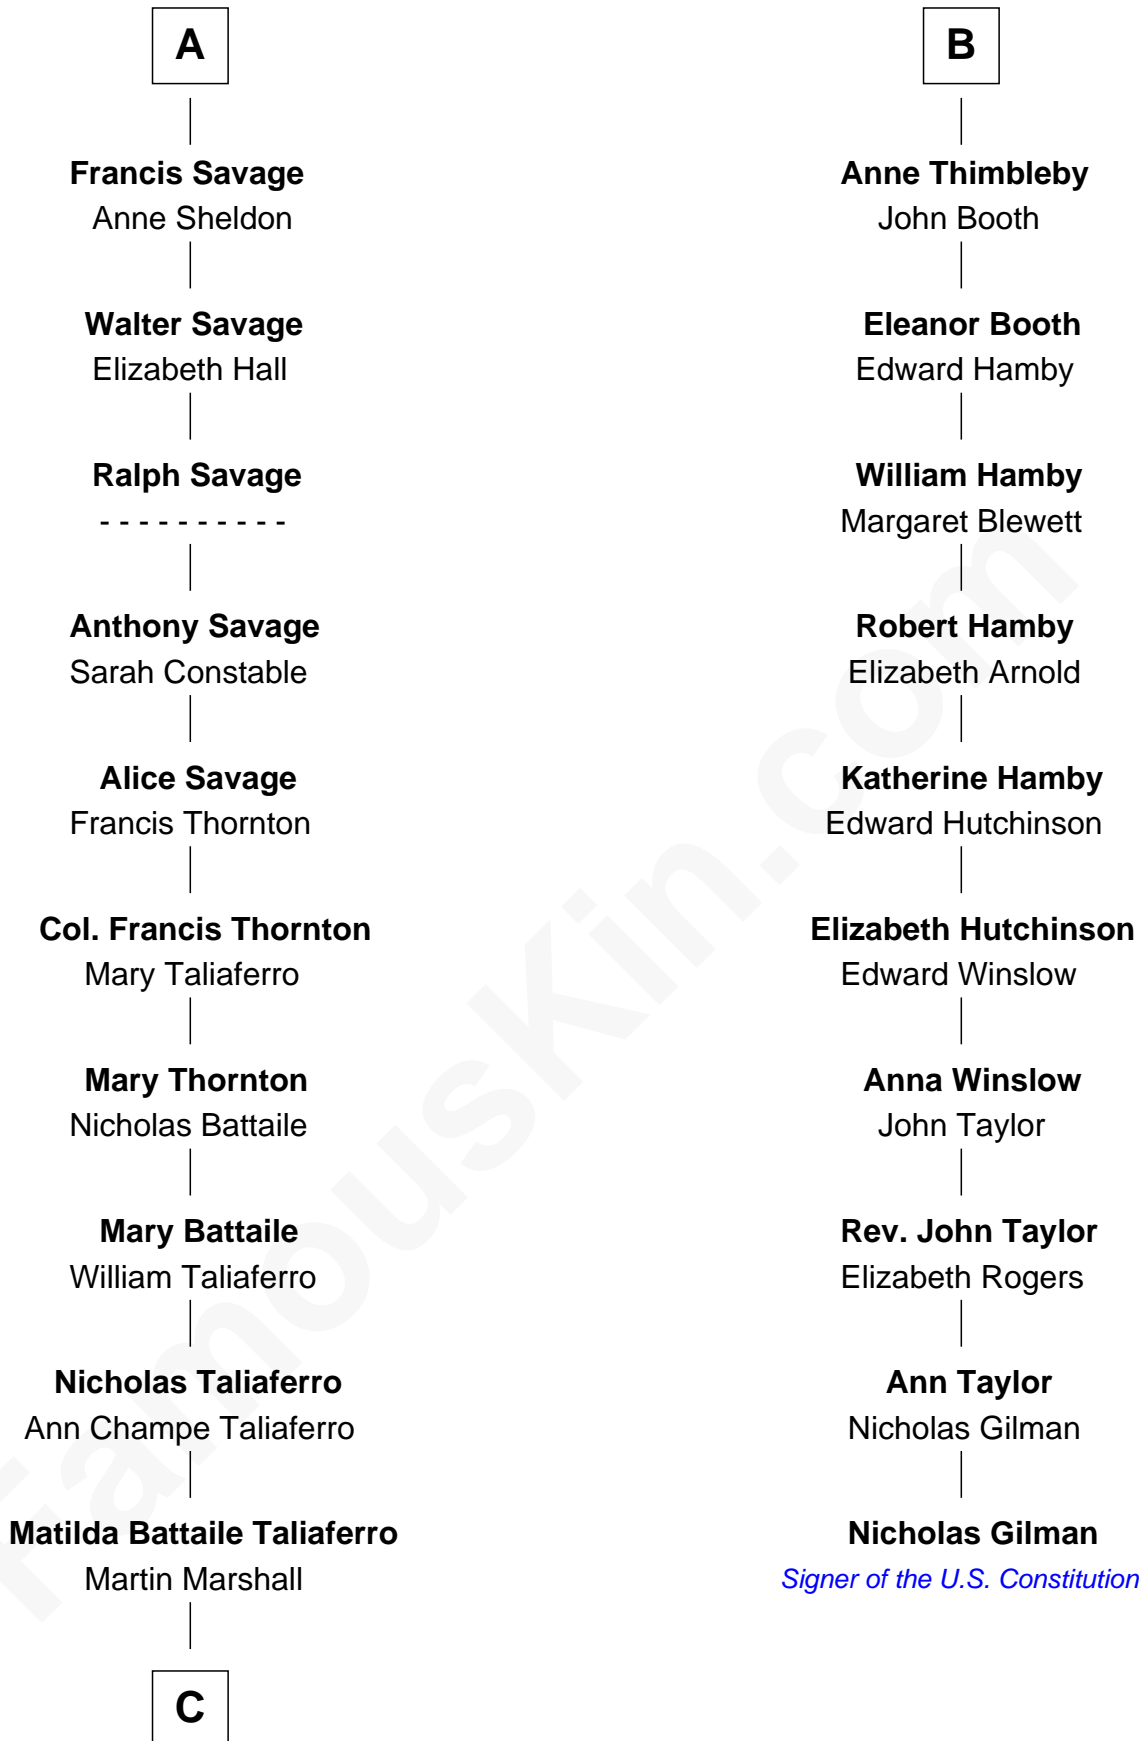 A
Francis Savage
Anne Sheldon
Walter Savage
Elizabeth Hall
Ralph Savage
- - - - - - - - - -
Anthony Savage
Sarah Constable
Alice Savage
Francis Thornton
Col. Francis Thornton
Mary Taliaferro
Mary Thornton
Nicholas Battaile
Mary Battaile
William Taliaferro
Nicholas Taliaferro
Ann Champe Taliaferro
Matilda Battaile Taliaferro
Martin Marshall
C
B
Anne Thimbleby
John Booth
Eleanor Booth
Edward Hamby
William Hamby
Margaret Blewett
Robert Hamby
Elizabeth Arnold
Katherine Hamby
Edward Hutchinson
Elizabeth Hutchinson
Edward Winslow
Anna Winslow
John Taylor
Rev. John Taylor
Elizabeth Rogers
Ann Taylor
Nicholas Gilman
Nicholas Gilman
Signer of the U.S. Constitution
FamousKin.com